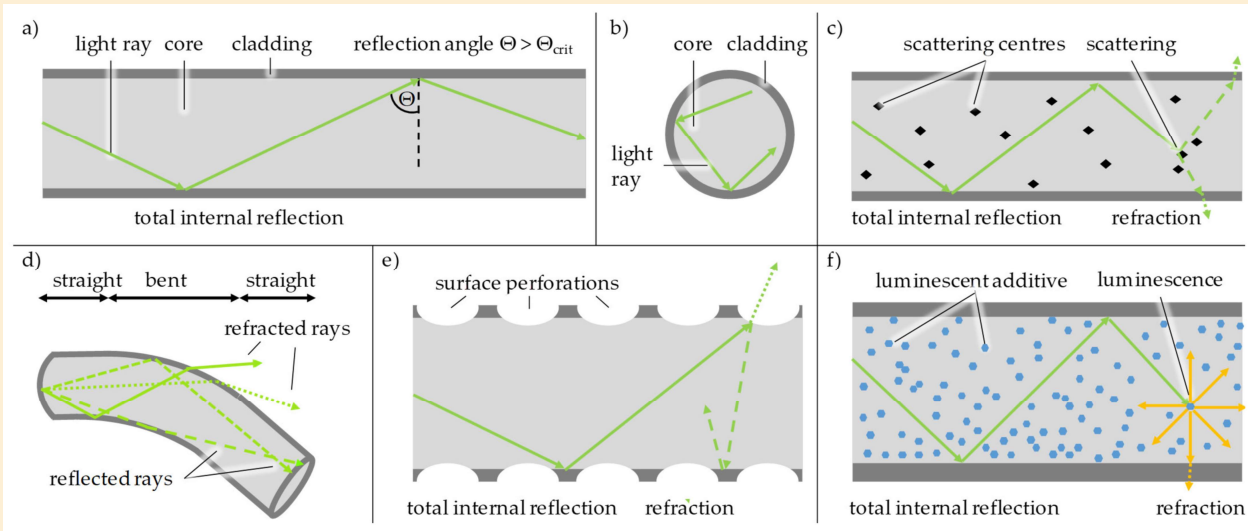 a)
light ray core cladding reflection angle Θ > Θcrit
Θ
total internal reflection
b)
core cladding
light
ray
c)
scattering centres scattering
total internal reflection refraction
d)
straight bent straight
refracted rays
reflected rays
e)
surface perforations
total internal reflection refraction
f)
luminescent additive luminescence
total internal reflection refraction